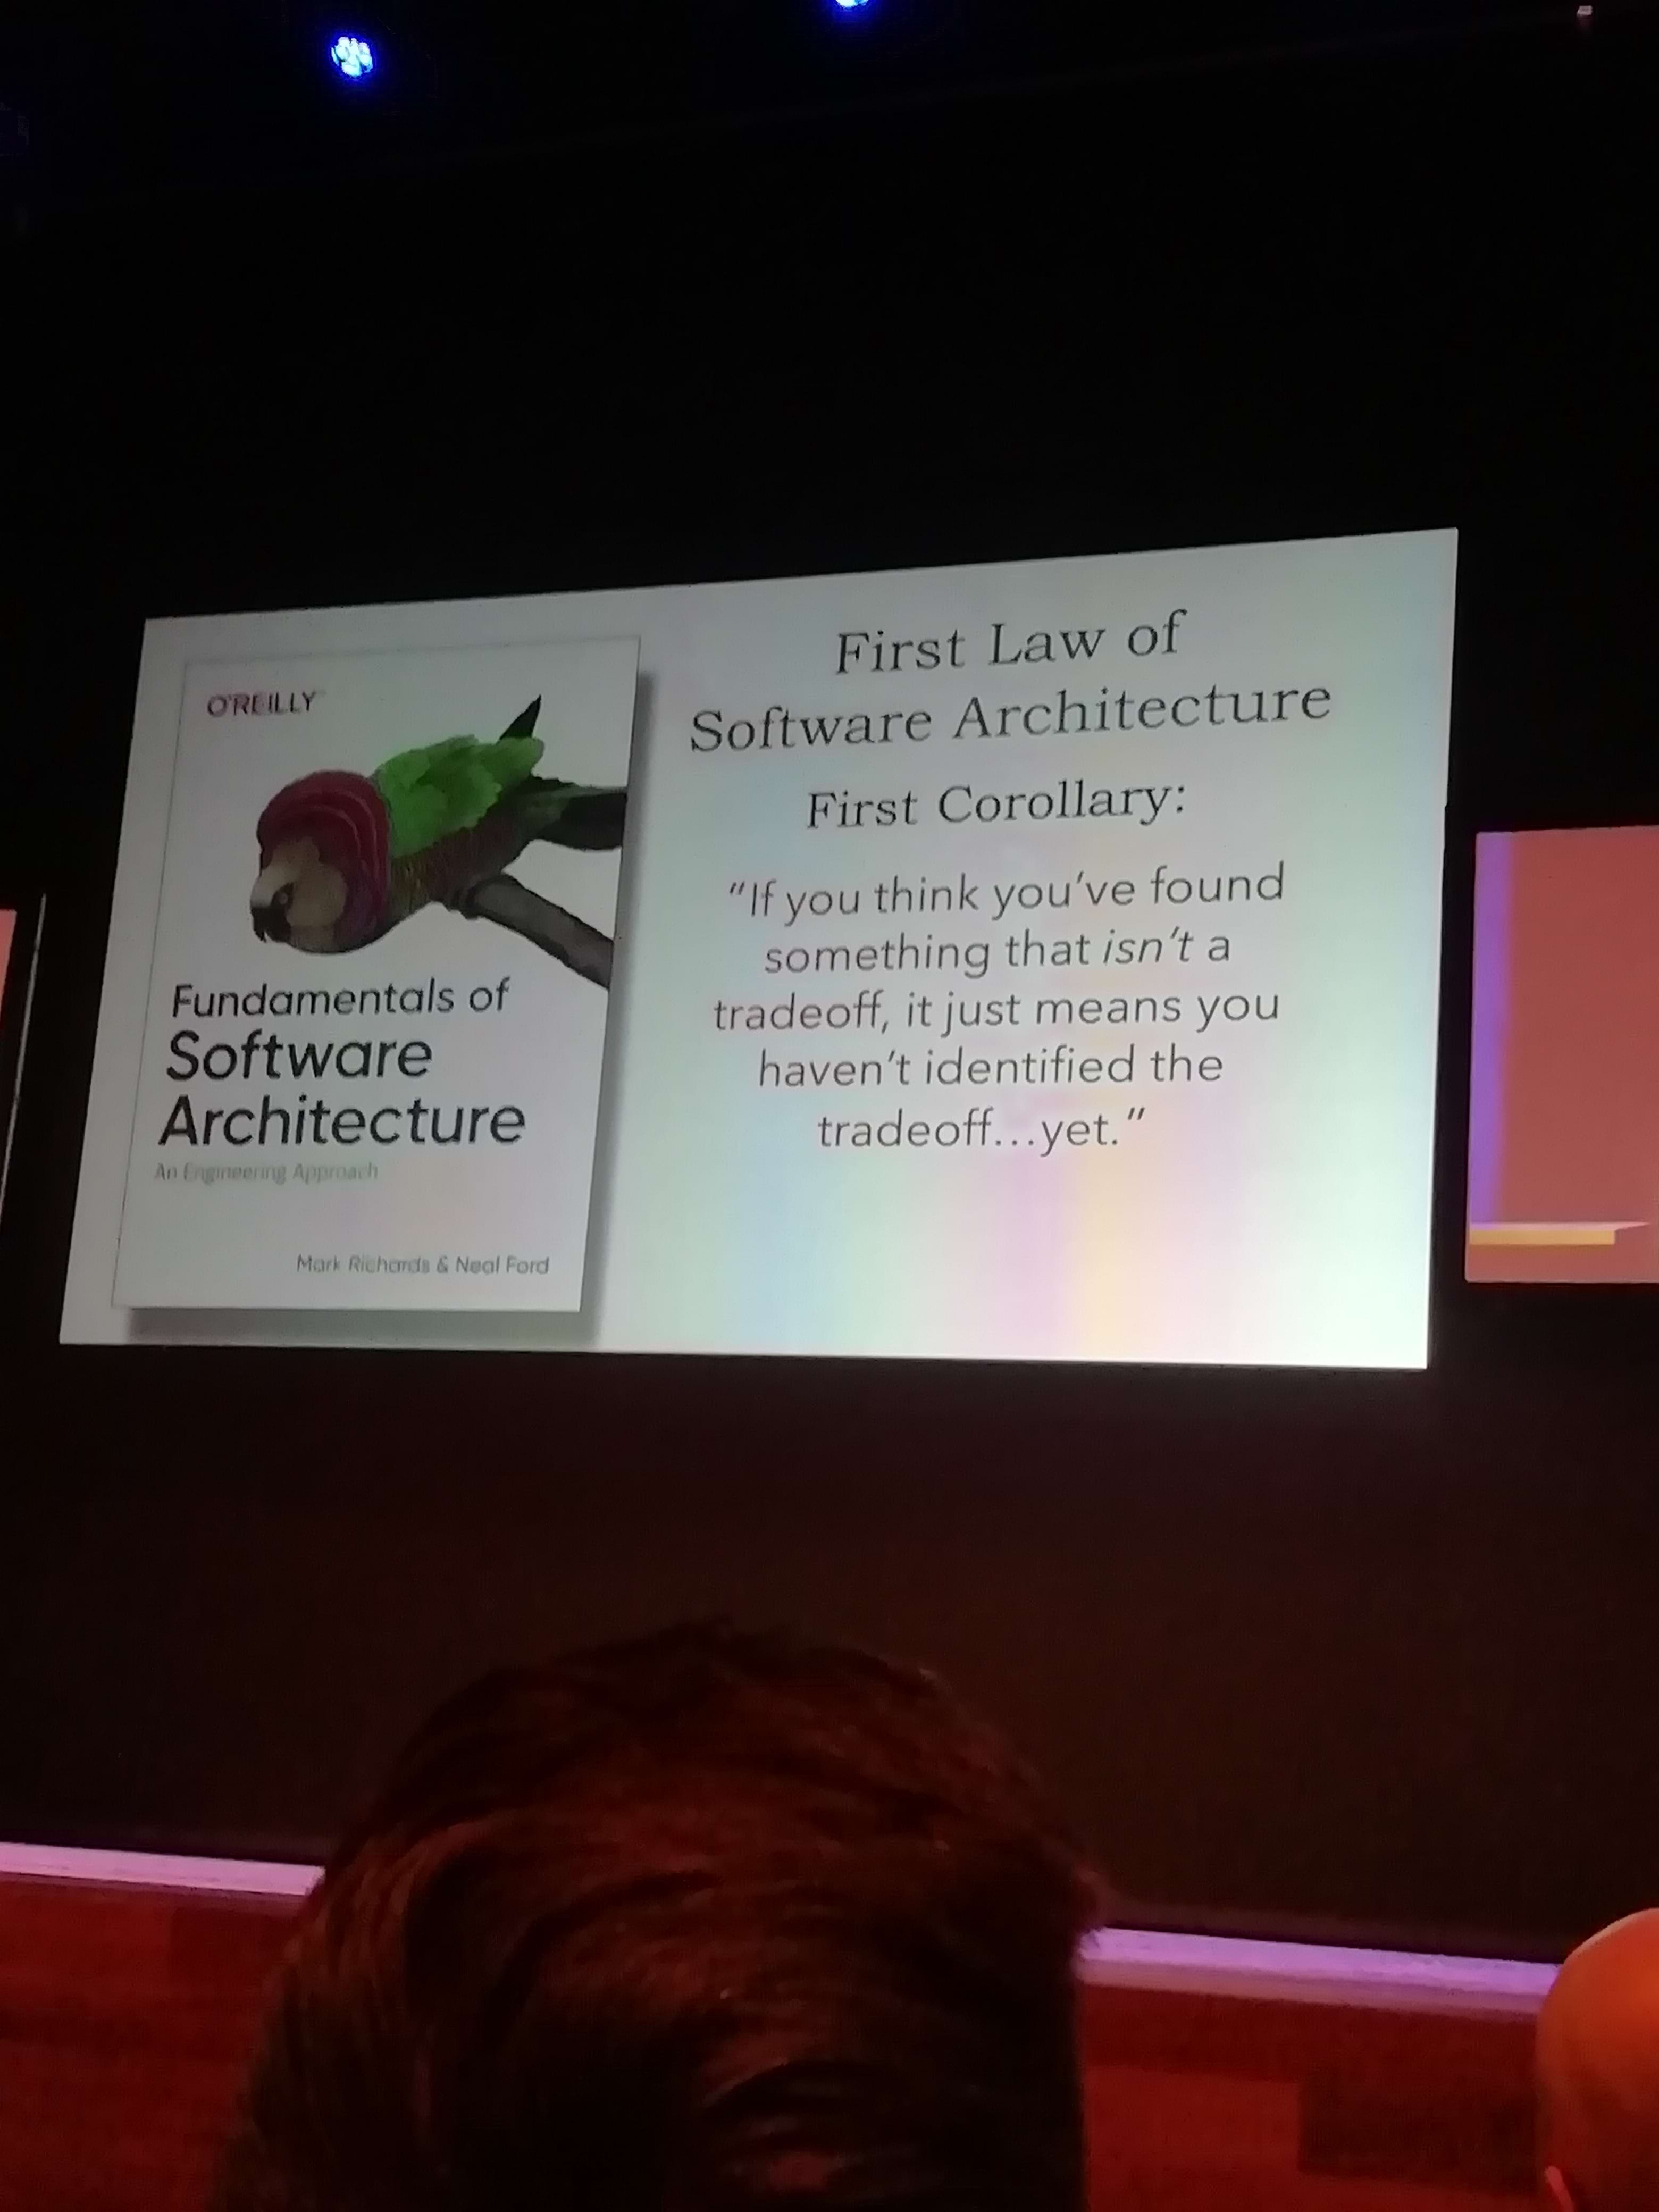 O'REILLY
Fundamentals of
Software
Architecture
An Engineering Approach
Mark Richards & Neal Ford
First Law of
Software Architecture
First Corollary:
“If you think you’ve found
something that isn’t a
tradeoff, it just means you
haven’t identified the
tradeoff...yet.”